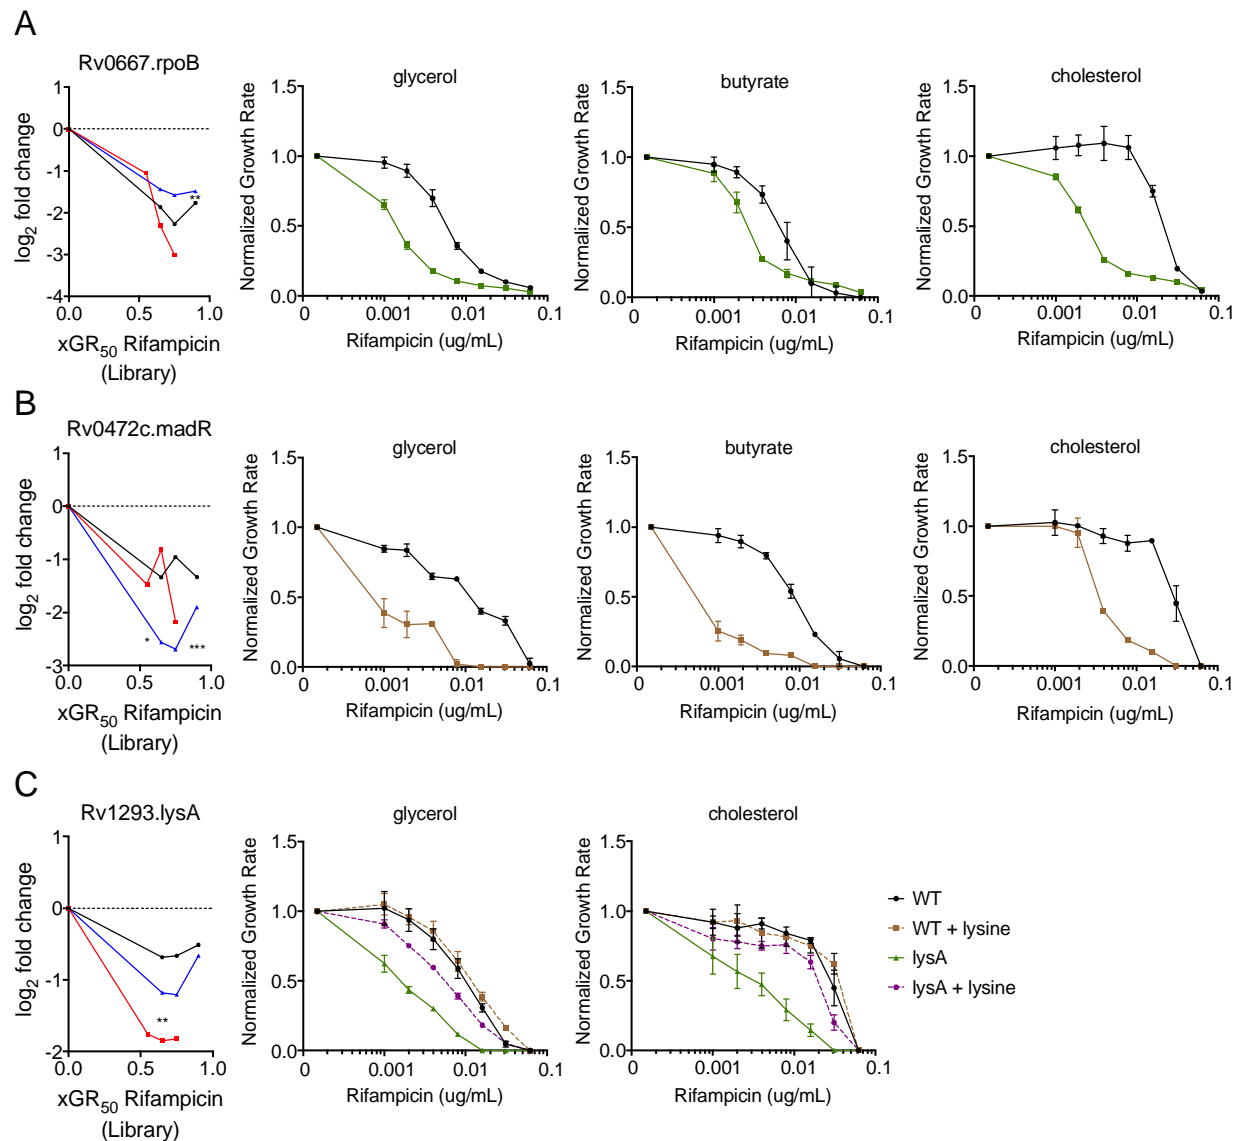 A
Rv0667.rpoB
glycerol
butyrate
cholesterol
log2 fold change
1
0
-1
-2
-3
-4
**
0.0
0.5
1.0
xGR50 Rifampicin
(Library)
Normalized Growth Rate
1.5
1.0
0.5
0.0
0
0.001
0.01
0.1
Rifampicin (ug/mL)
Normalized Growth Rate
1.5
1.0
0.5
0.0
0
0.001
0.01
0.1
Rifampicin (ug/mL)
Normalized Growth Rate
1.5
1.0
0.5
0.0
0
0.001
0.01
0.1
Rifampicin (ug/mL)
B
Rv0472c.madR
glycerol
butyrate
cholesterol
log2 fold change
1
0
-1
-2
-3
*
***
0.0
0.5
1.0
xGR50 Rifampicin
(Library)
Normalized Growth Rate
1.5
1.0
0.5
0.0
0
0.001
0.01
0.1
Rifampicin (ug/mL)
Normalized Growth Rate
1.5
1.0
0.5
0.0
0
0.001
0.01
0.1
Rifampicin (ug/mL)
Normalized Growth Rate
1.5
1.0
0.5
0.0
0
0.001
0.01
0.1
Rifampicin (ug/mL)
C
Rv1293.lysA
glycerol
cholesterol
log2 fold change
1
0
-1
-2
**
0.0
0.5
1.0
xGR50 Rifampicin
(Library)
Normalized Growth Rate
1.5
1.0
0.5
0.0
0
0.001
0.01
0.1
Rifampicin (ug/mL)
Normalized Growth Rate
1.5
1.0
0.5
0.0
0
0.001
0.01
0.1
Rifampicin (ug/mL)
WT
WT + lysine
lysA
lysA + lysine